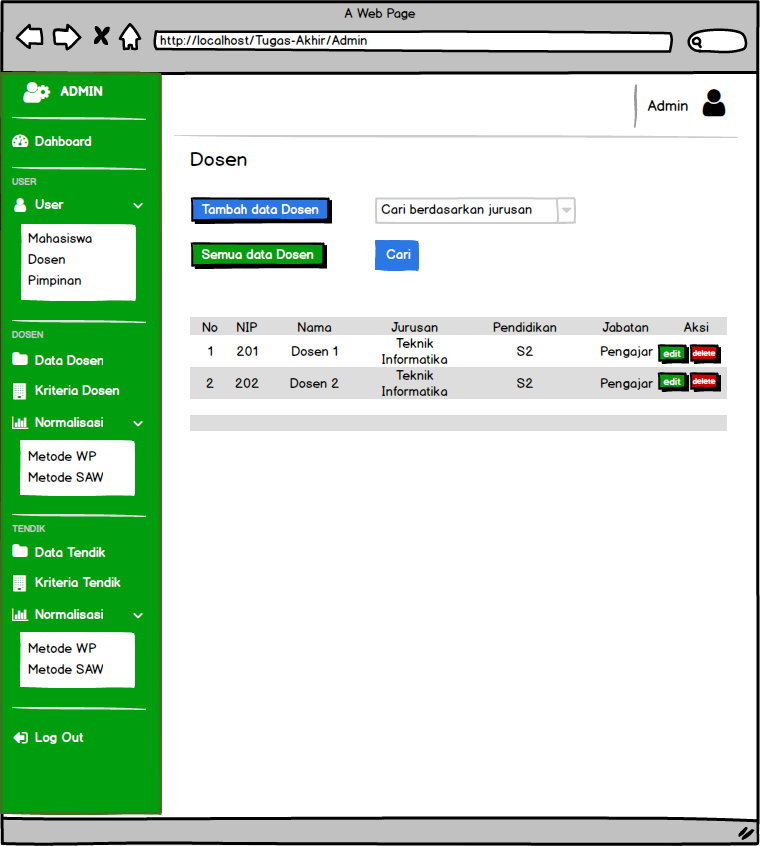 A Web Page
http://localhost/Tugas-Akhir/Admin
ADMIN
Dahboard
USER
User
Mahasiswa
Dosen
Pimpinan
DOSEN
Data Dosen
Kriteria Dosen
Normalisasi
Metode WP
Metode SAW
TENDIK
Data Tendik
Kriteria Tendik
Normalisasi
Metode WP
Metode SAW
Log Out
Admin
Dosen
Tambah data Dosen
Cari berdasarkan jurusan
Semua data Dosen
Cari
No NIP Nama Jurusan Pendidikan Jabatan Aksi
1 201 Dosen 1 Teknik Informatika S2 Pengajar edit delete
2 202 Dosen 2 Teknik Informatika S2 Pengajar edit delete